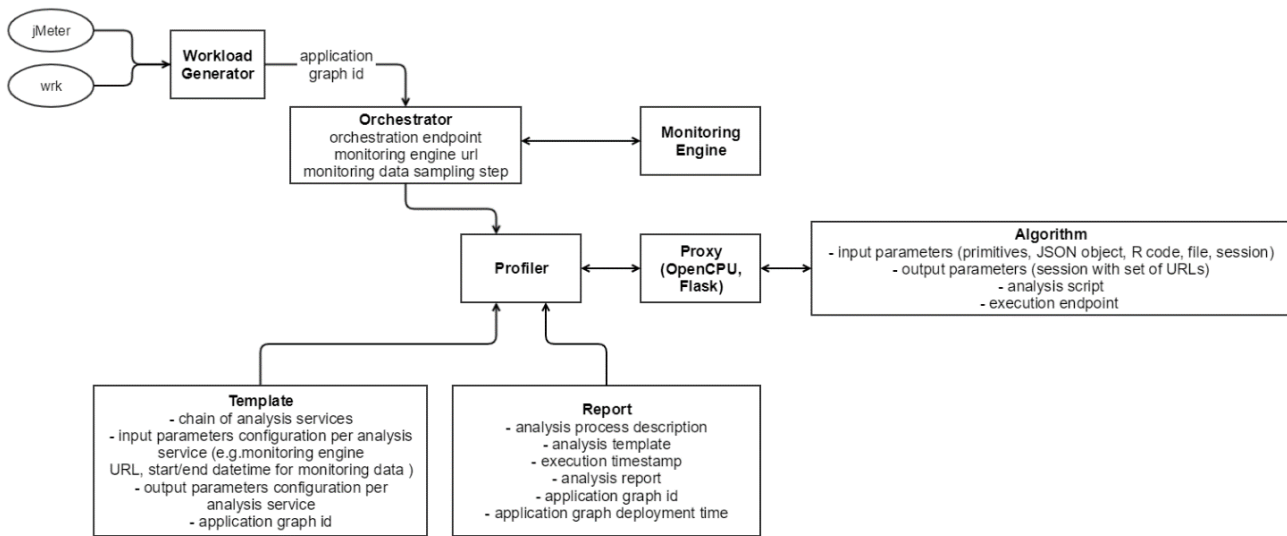 jMeter
wrk
Workload
Generator
application
graph id
Orchestrator
orchestration endpoint
monitoring engine url
monitoring data sampling step
Monitoring
Engine
Profiler
Proxy
(OpenCPU,
Flask)
Algorithm
- input parameters (primitives, JSON object, R code, file, session)
- output parameters (session with set of URLs)
- analysis script
- execution endpoint
Template
- chain of analysis services
- input parameters configuration per analysis
service (e.g.monitoring engine
URL, start/end datetime for monitoring data )
- output parameters configuration per
analysis service
- application graph id
Report
- analysis process description
- analysis template
- execution timestamp
- analysis report
- application graph id
- application graph deployment time